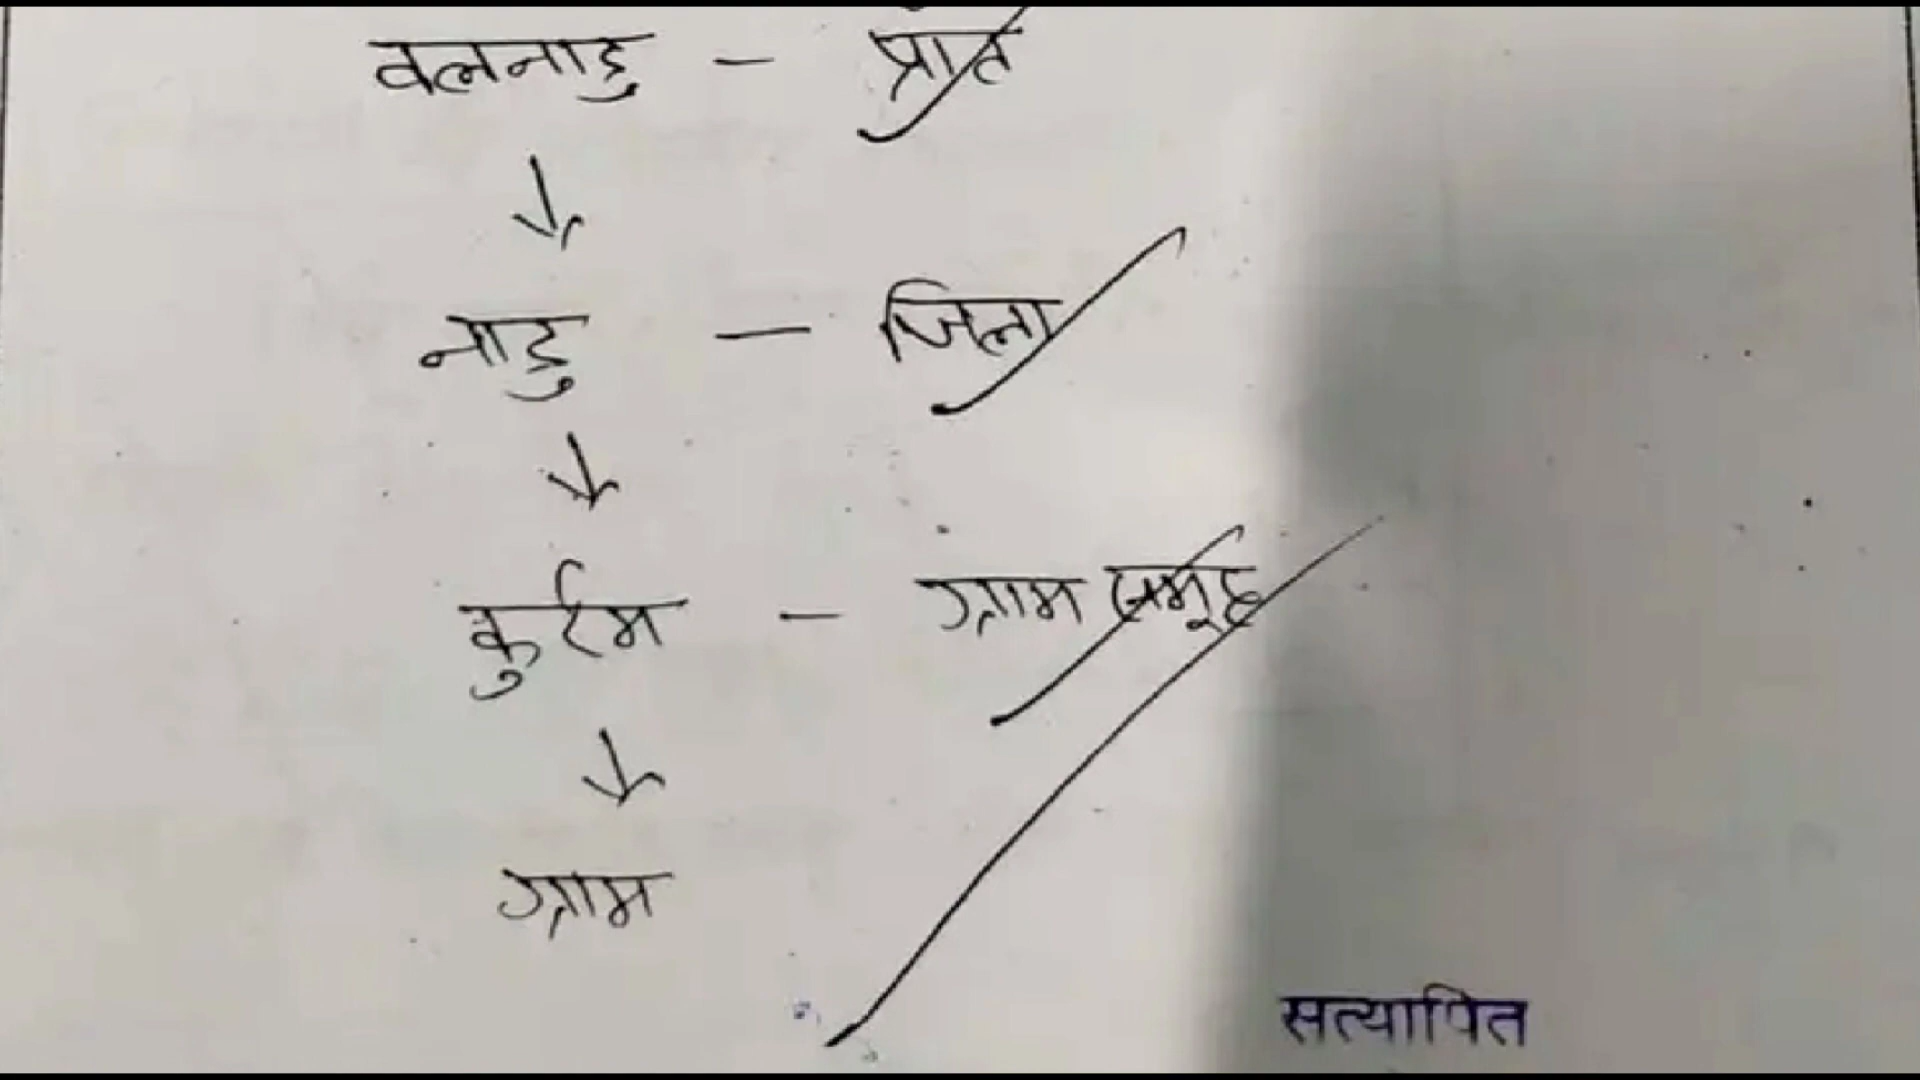 वलनाडु - प्रांत
नाडु - जिला
कुर्रम - ग्राम समूह
ग्राम
सत्यापित